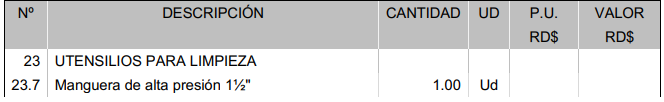 Nº DESCRIPCIÓN CANTIDAD UD P.U. RD$ VALOR RD$
23 UTENSILIOS PARA LIMPIEZA
23.7 Manguera de alta presión 1½" 1.00 Ud